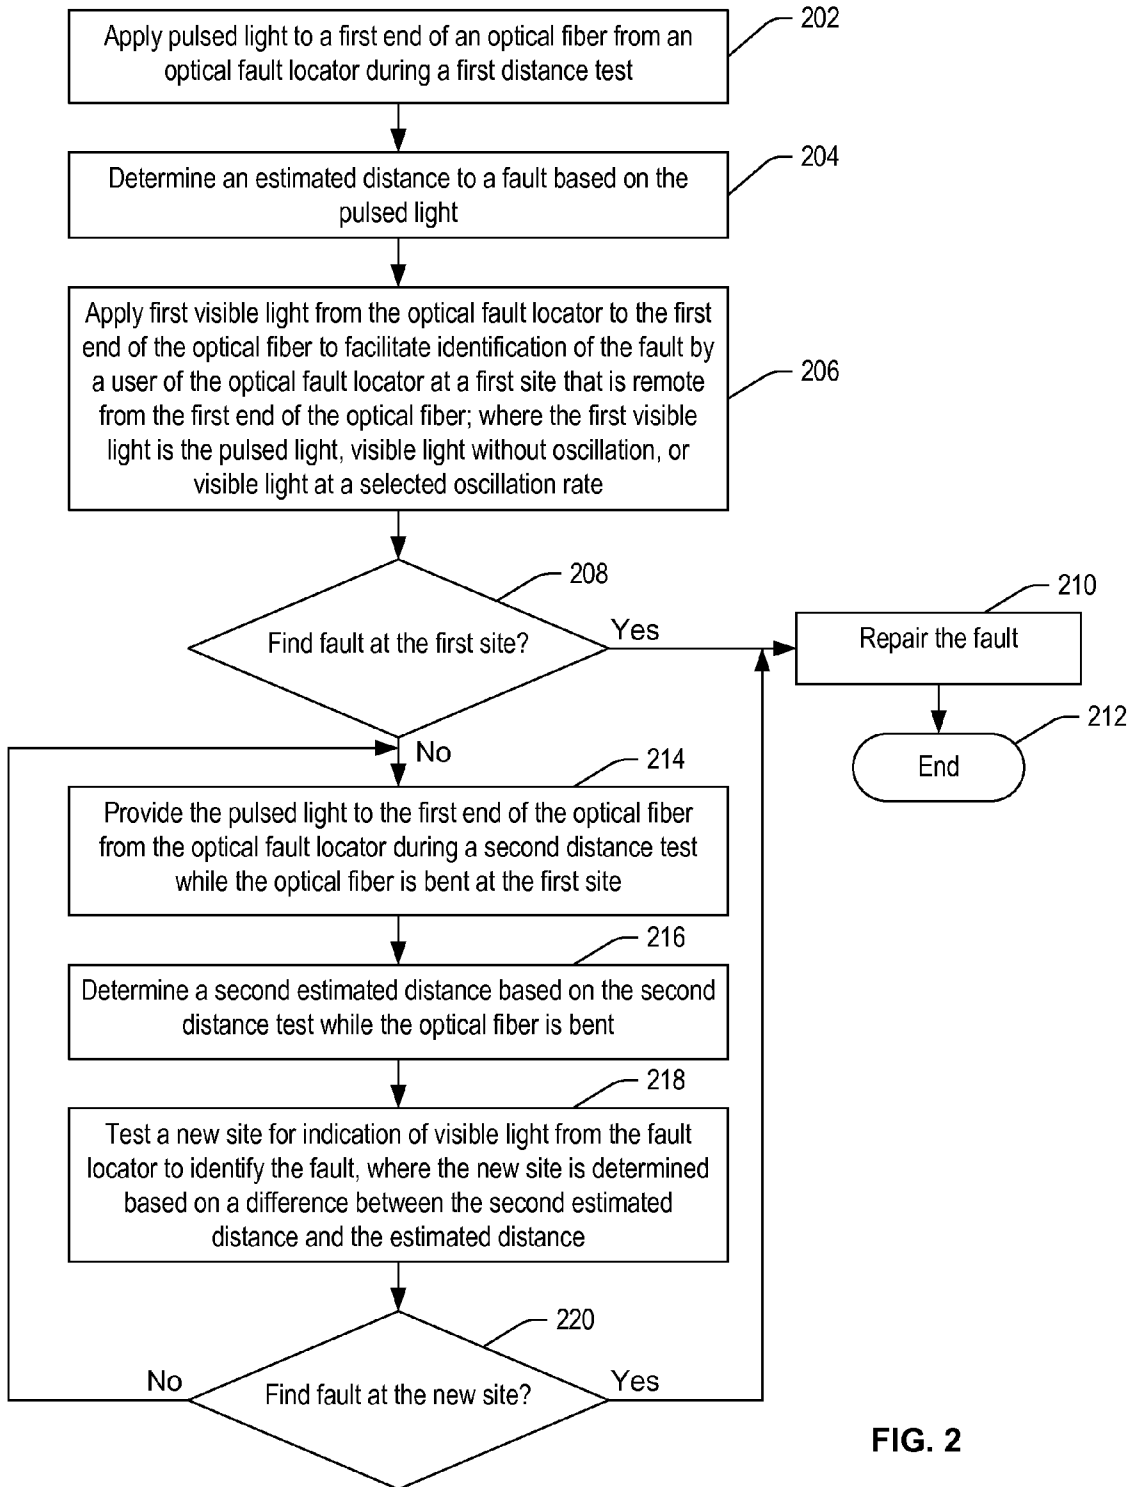 202
Apply pulsed light to a first end of an optical fiber from an
optical fault locator during a first distance test
204
Determine an estimated distance to a fault based on the
pulsed light
Apply first visible light from the optical fault locator to the first
end of the optical fiber to facilitate identification of the fault by
a user of the optical fault locator at a first site that is remote
from the first end of the optical fiber; where the first visible
light is the pulsed light, visible light without oscillation, or
visible light at a selected oscillation rate
206
208
Find fault at the first site?
Yes
210
Repair the fault
212
End
No
214
Provide the pulsed light to the first end of the optical fiber
from the optical fault locator during a second distance test
while the optical fiber is bent at the first site
216
Determine a second estimated distance based on the second
distance test while the optical fiber is bent
218
Test a new site for indication of visible light from the fault
locator to identify the fault, where the new site is determined
based on a difference between the second estimated
distance and the estimated distance
220
Find fault at the new site?
No
Yes
FIG. 2